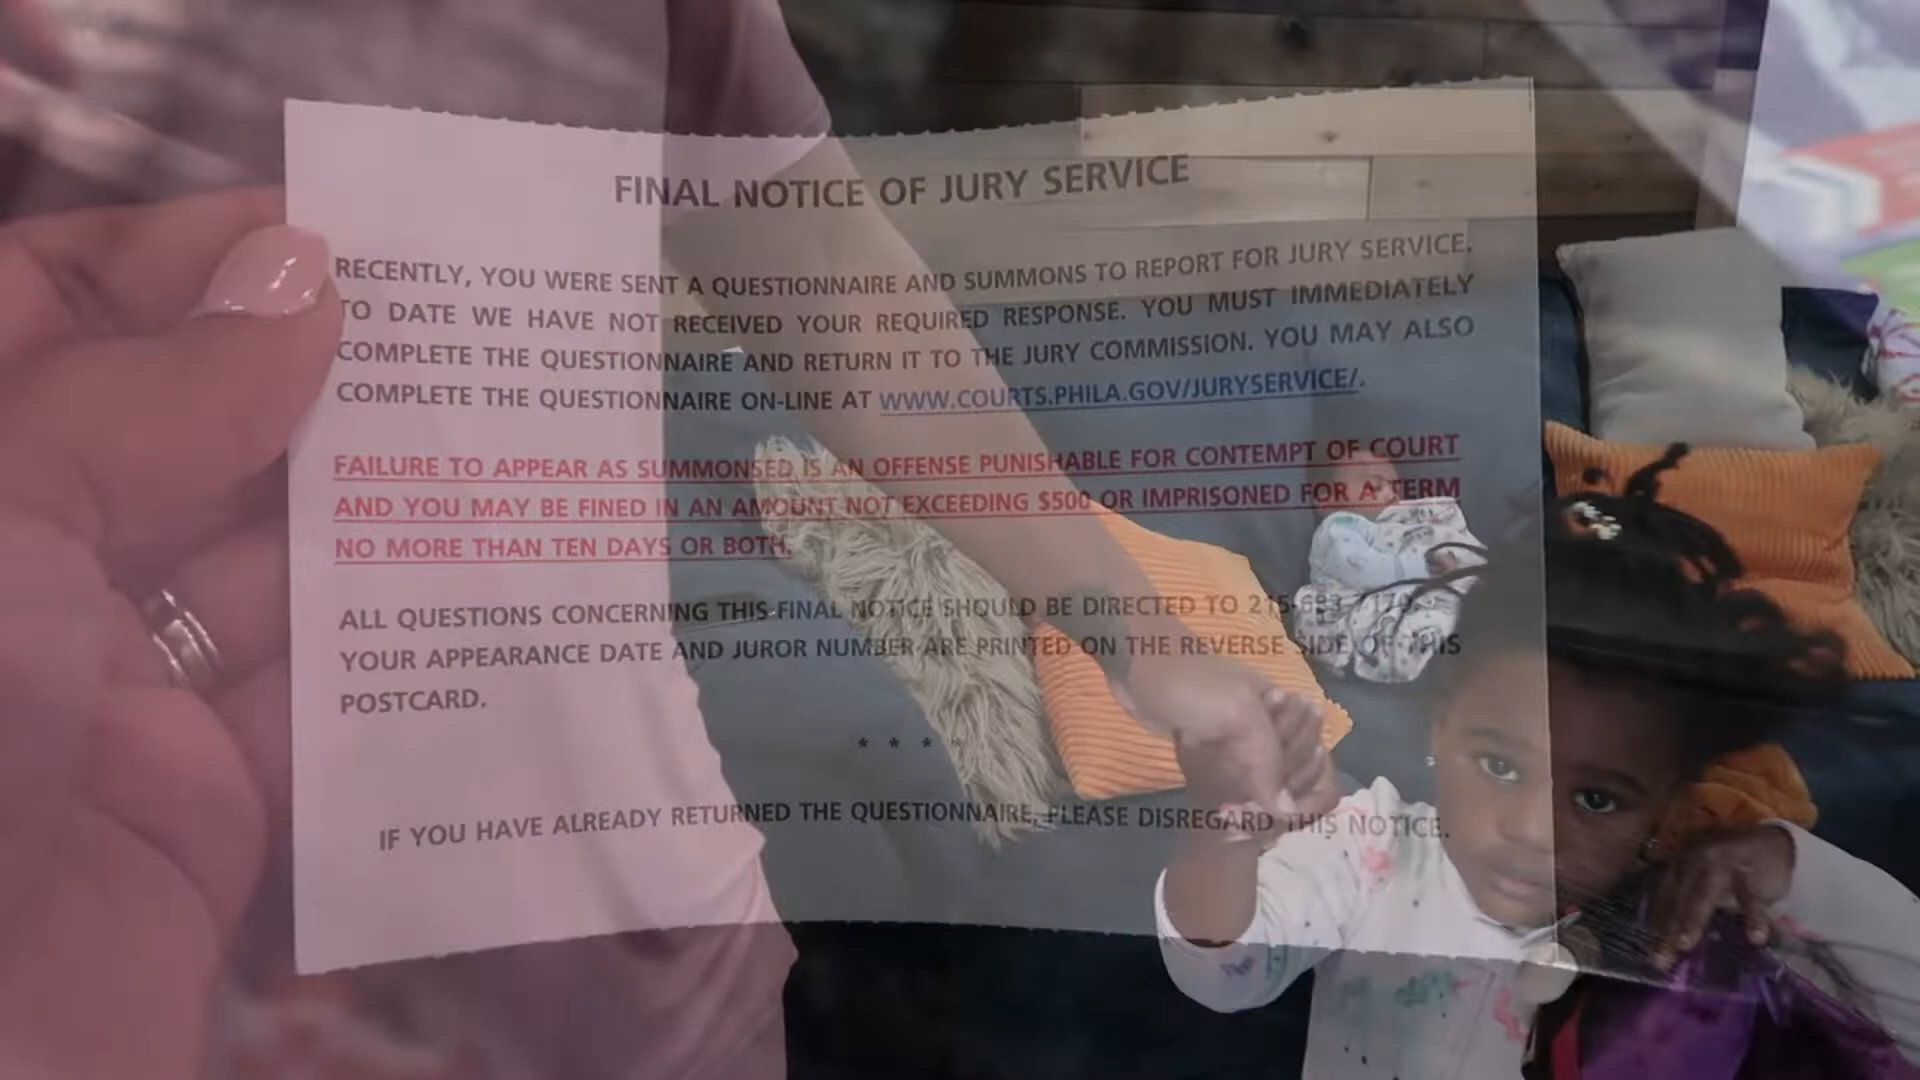 FINAL NOTICE OF JURY SERVICE
RECENTLY, YOU WERE SENT A QUESTIONNAIRE AND SUMMONS TO REPORT FOR JURY SERVICE.
TO DATE WE HAVE NOT RECEIVED YOUR REQUIRED RESPONSE. YOU MUST IMMEDIATELY
COMPLETE THE QUESTIONNAIRE AND RETURN IT TO THE JURY COMMISSION. YOU MAY ALSO
COMPLETE THE QUESTIONNAIRE ON-LINE AT WWW.COURTS.PHILA.GOV/JURYSERVICE/.
FAILURE TO APPEAR AS SUMMONSED IS AN OFFENSE PUNISHABLE FOR CONTEMPT OF COURT
AND YOU MAY BE FINED IN AN AMOUNT NOT EXCEEDING $500 OR IMPRISONED FOR A TERM
NO MORE THAN TEN DAYS OR BOTH.
ALL QUESTIONS CONCERNING THIS FINAL NOTICE SHOULD BE DIRECTED TO
YOUR APPEARANCE DATE AND JUROR NUMBER ARE PRINTED ON THE REVERSE SIDE OF THIS
POSTCARD.
* * * *
IF YOU HAVE ALREADY RETURNED THE QUESTIONNAIRE, PLEASE DISREGARD THIS NOTICE.